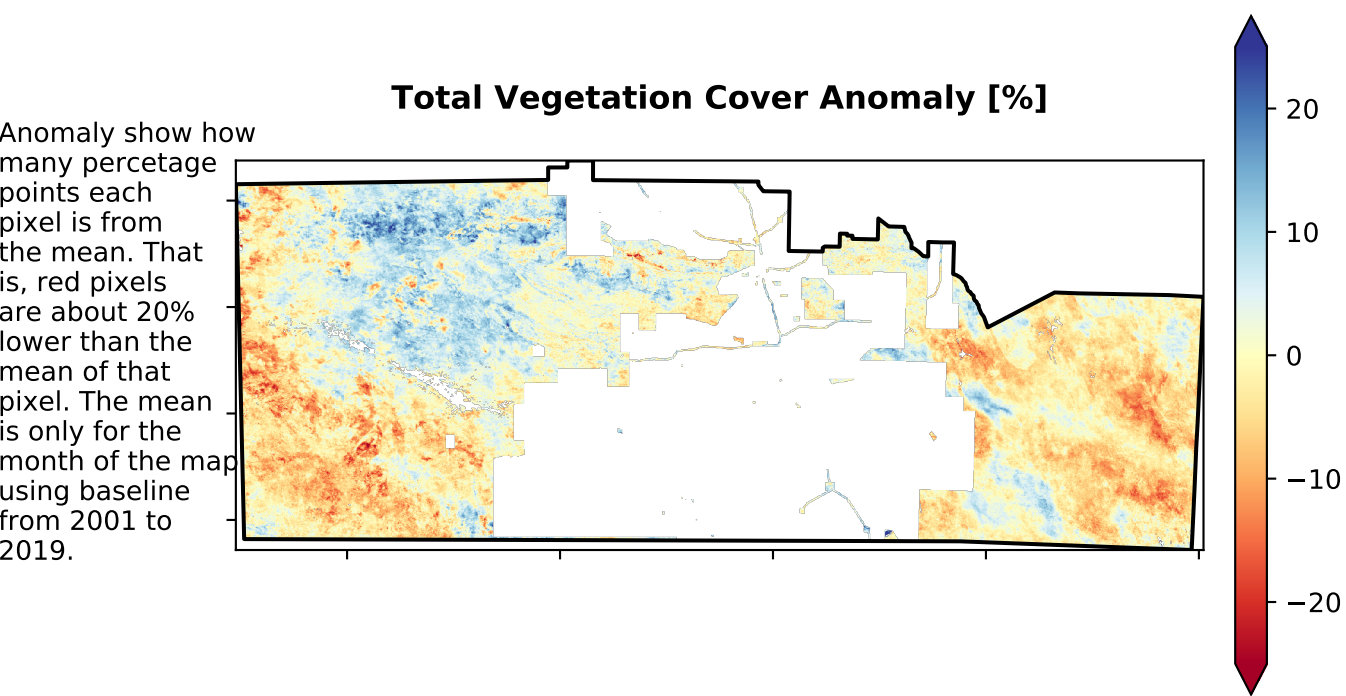 Total Vegetation Cover Anomaly [%]
Anomaly show how
many percetage
points each
pixel is from
the mean. That
is, red pixels
are about 20%
lower than the
mean of that
pixel. The mean
is only for the
month of the map
using baseline
from 2001 to
2019.
20
10
0
−10
−20